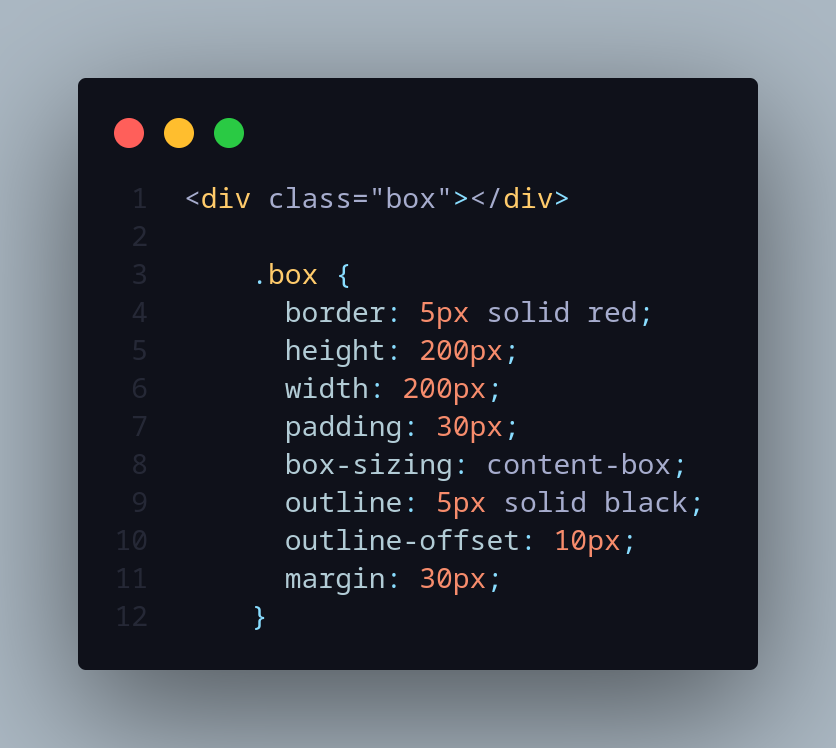 1 <div class="box"></div>
2
3 .box {
4 border: 5px solid red;
5 height: 200px;
6 width: 200px;
7 padding: 30px;
8 box-sizing: content-box;
9 outline: 5px solid black;
10 outline-offset: 10px;
11 margin: 30px;
12 }